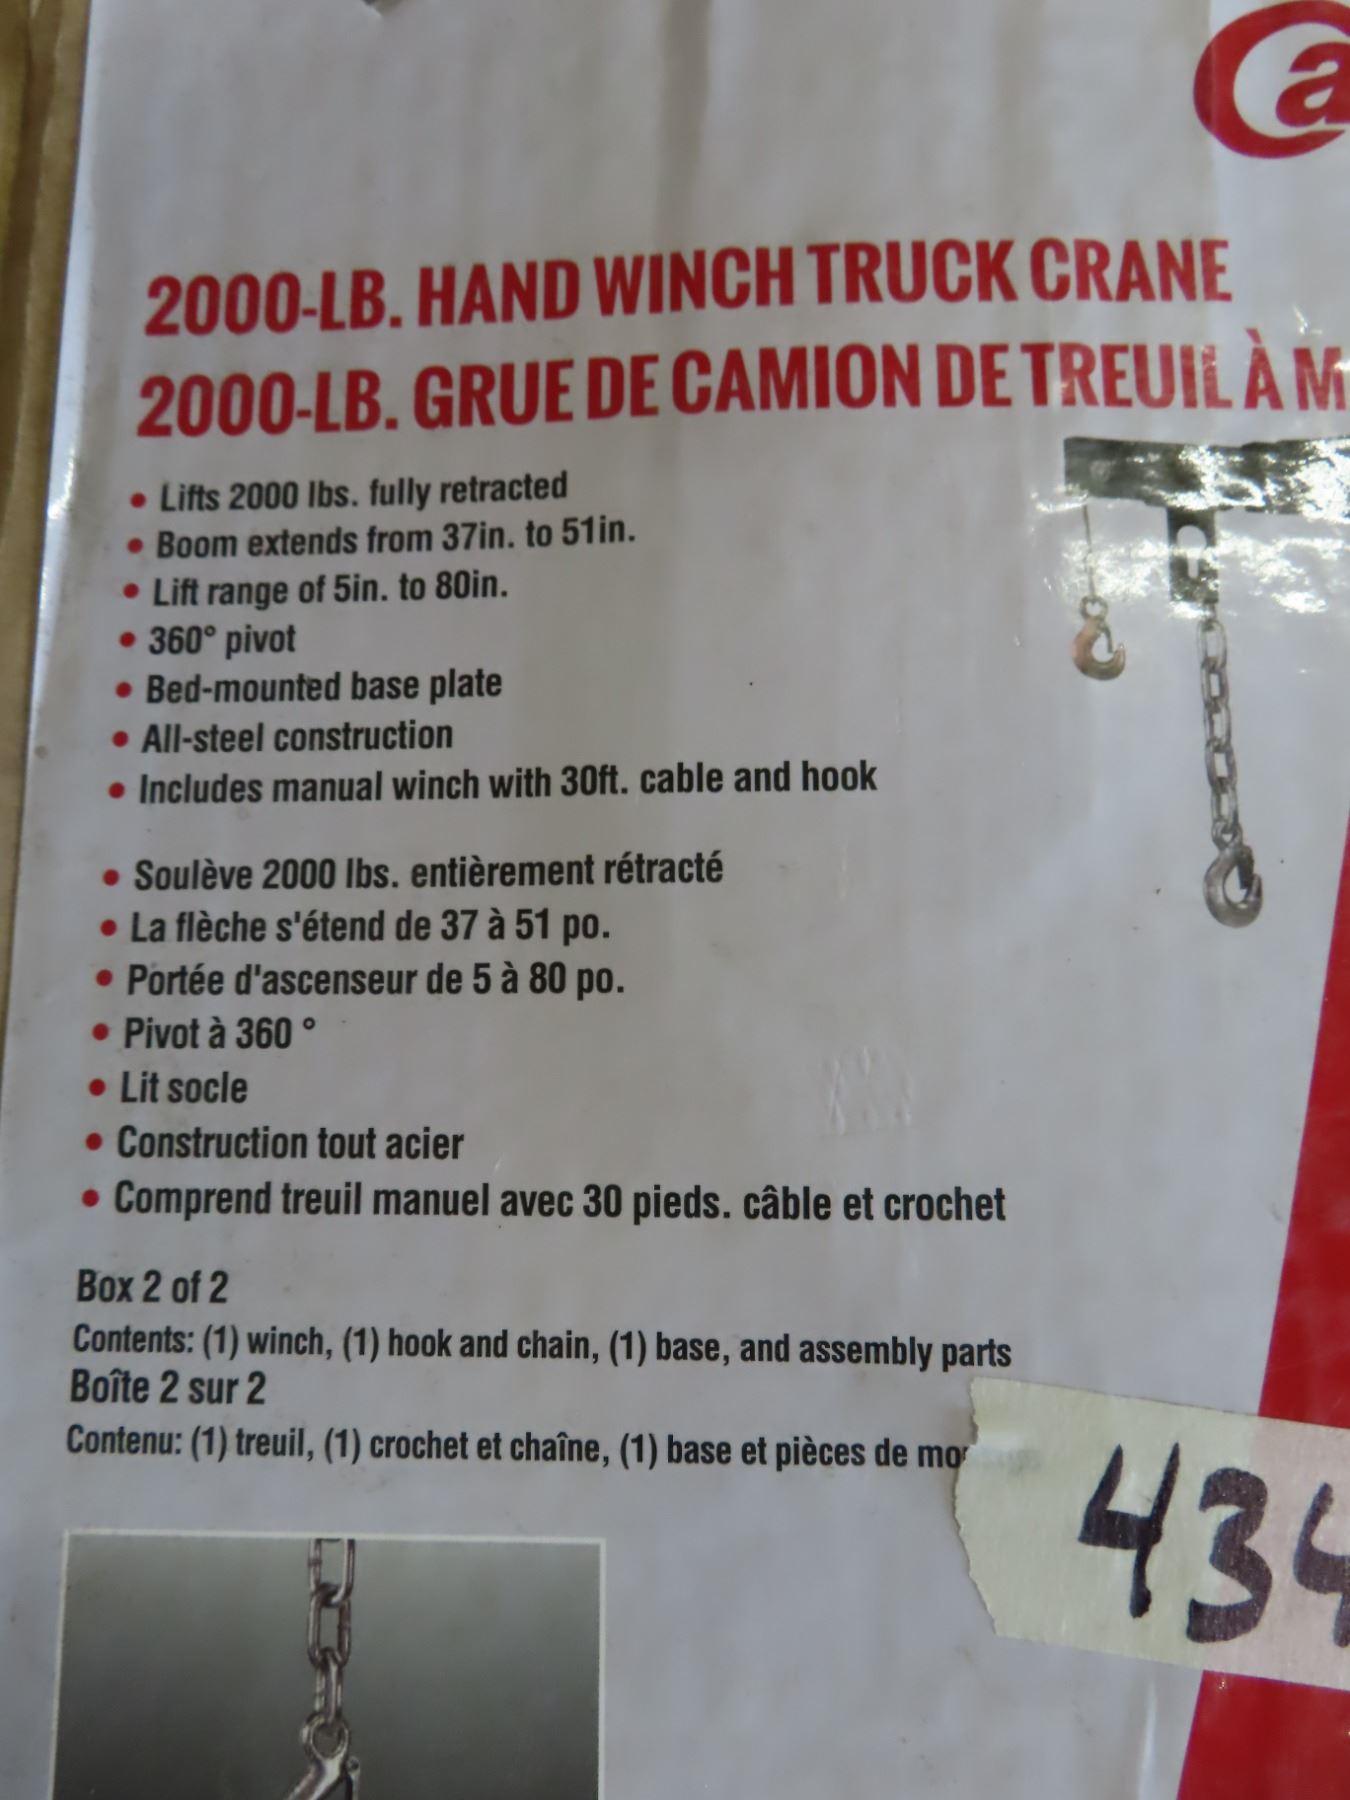 a
2000-LB. HAND WINCH TRUCK CRANE
2000-LB. GRUE DE CAMION DE TREUIL À M
• Lifts 2000 lbs. fully retracted
• Boom extends from 37in. to 51in.
• Lift range of 5in. to 80in.
• 360° pivot
• Bed-mounted base plate
• All-steel construction
• Includes manual winch with 30ft. cable and hook
• Soulève 2000 lbs. entièrement rétracté
• La flèche s'étend de 37 à 51 po.
• Portée d'ascenseur de 5 à 80 po.
• Pivot à 360 °
• Lit socle
• Construction tout acier
• Comprend treuil manuel avec 30 pieds. câble et crochet
Box 2 of 2
Contents: (1) winch, (1) hook and chain, (1) base, and assembly parts
Boîte 2 sur 2
Contenu: (1) treuil, (1) crochet et chaîne, (1) base et pièces de mo
434